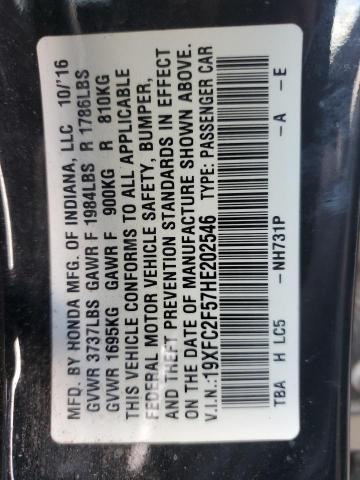 MFD. BY HONDA MFG. OF INDIANA, LLC 10/'16
GVWR 3737LBS GAWR F 1984LBS R 1786LBS
GVWR 1695KG GAWR F 900KG R 810KG
THIS VEHICLE CONFORMS TO ALL APPLICABLE
FEDERAL MOTOR VEHICLE SAFETY, BUMPER,
AND THEFT PREVENTION STANDARDS IN EFFECT
ON THE DATE OF MANUFACTURE SHOWN ABOVE.
V.I.N.:19XFC2F57HE202546 TYPE: PASSENGER CAR
TBA H LC5 -NH731P -A -E